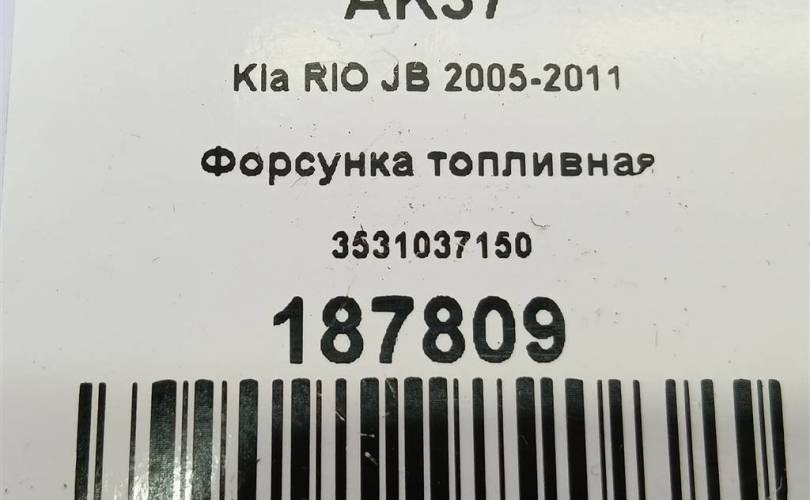 AK37
Kia RIO JB 2005-2011
Форсунка топливная
3531037150
187809